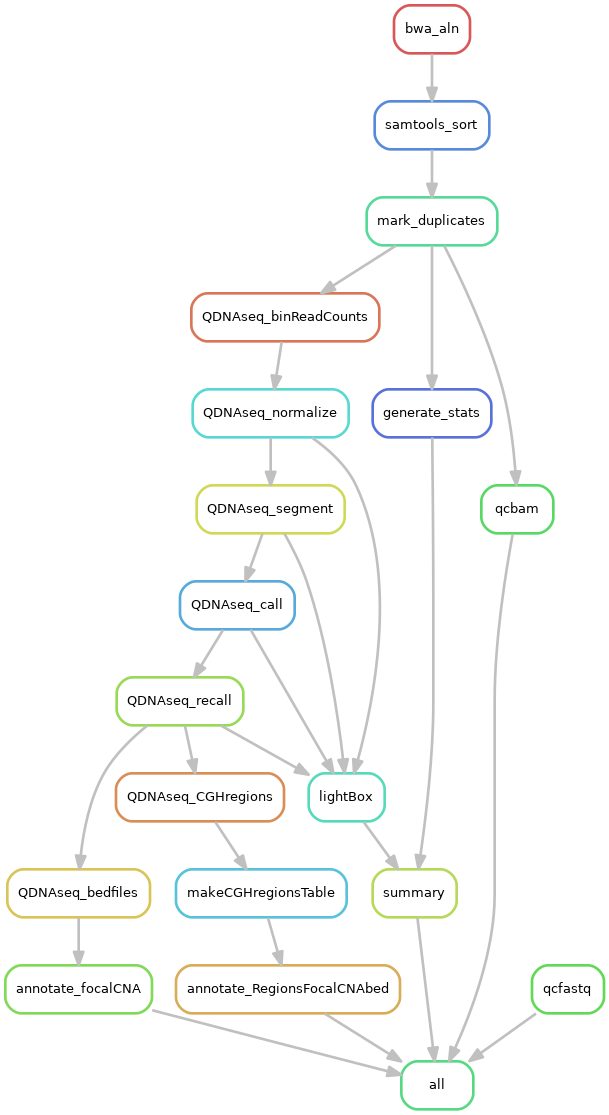 bwa_aln
samtools_sort
mark_duplicates
QDNAseq_binReadCounts
QDNAseq_normalize
generate_stats
QDNAseq_segment
qcbam
QDNAseq_call
QDNAseq_recall
QDNAseq_CGHregions
lightBox
QDNAseq_bedfiles
makeCGHregionsTable
summary
annotate_focalCNA
annotate_RegionsFocalCNAbed
qcfastq
all